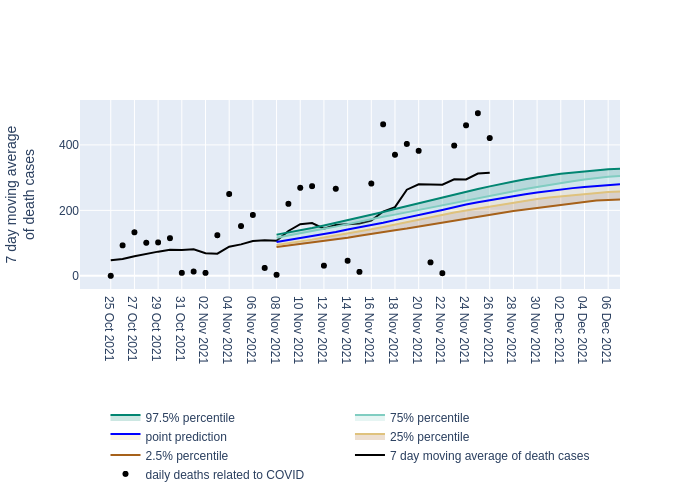 7 day moving average
of death cases
400
200
0
25 Oct 2021
27 Oct 2021
29 Oct 2021
31 Oct 2021
02 Nov 2021
04 Nov 2021
06 Nov 2021
08 Nov 2021
10 Nov 2021
12 Nov 2021
14 Nov 2021
16 Nov 2021
18 Nov 2021
20 Nov 2021
22 Nov 2021
24 Nov 2021
26 Nov 2021
28 Nov 2021
30 Nov 2021
02 Dec 2021
04 Dec 2021
06 Dec 2021
97.5% percentile
75% percentile
point prediction
25% percentile
2.5% percentile
7 day moving average of death cases
daily deaths related to COVID